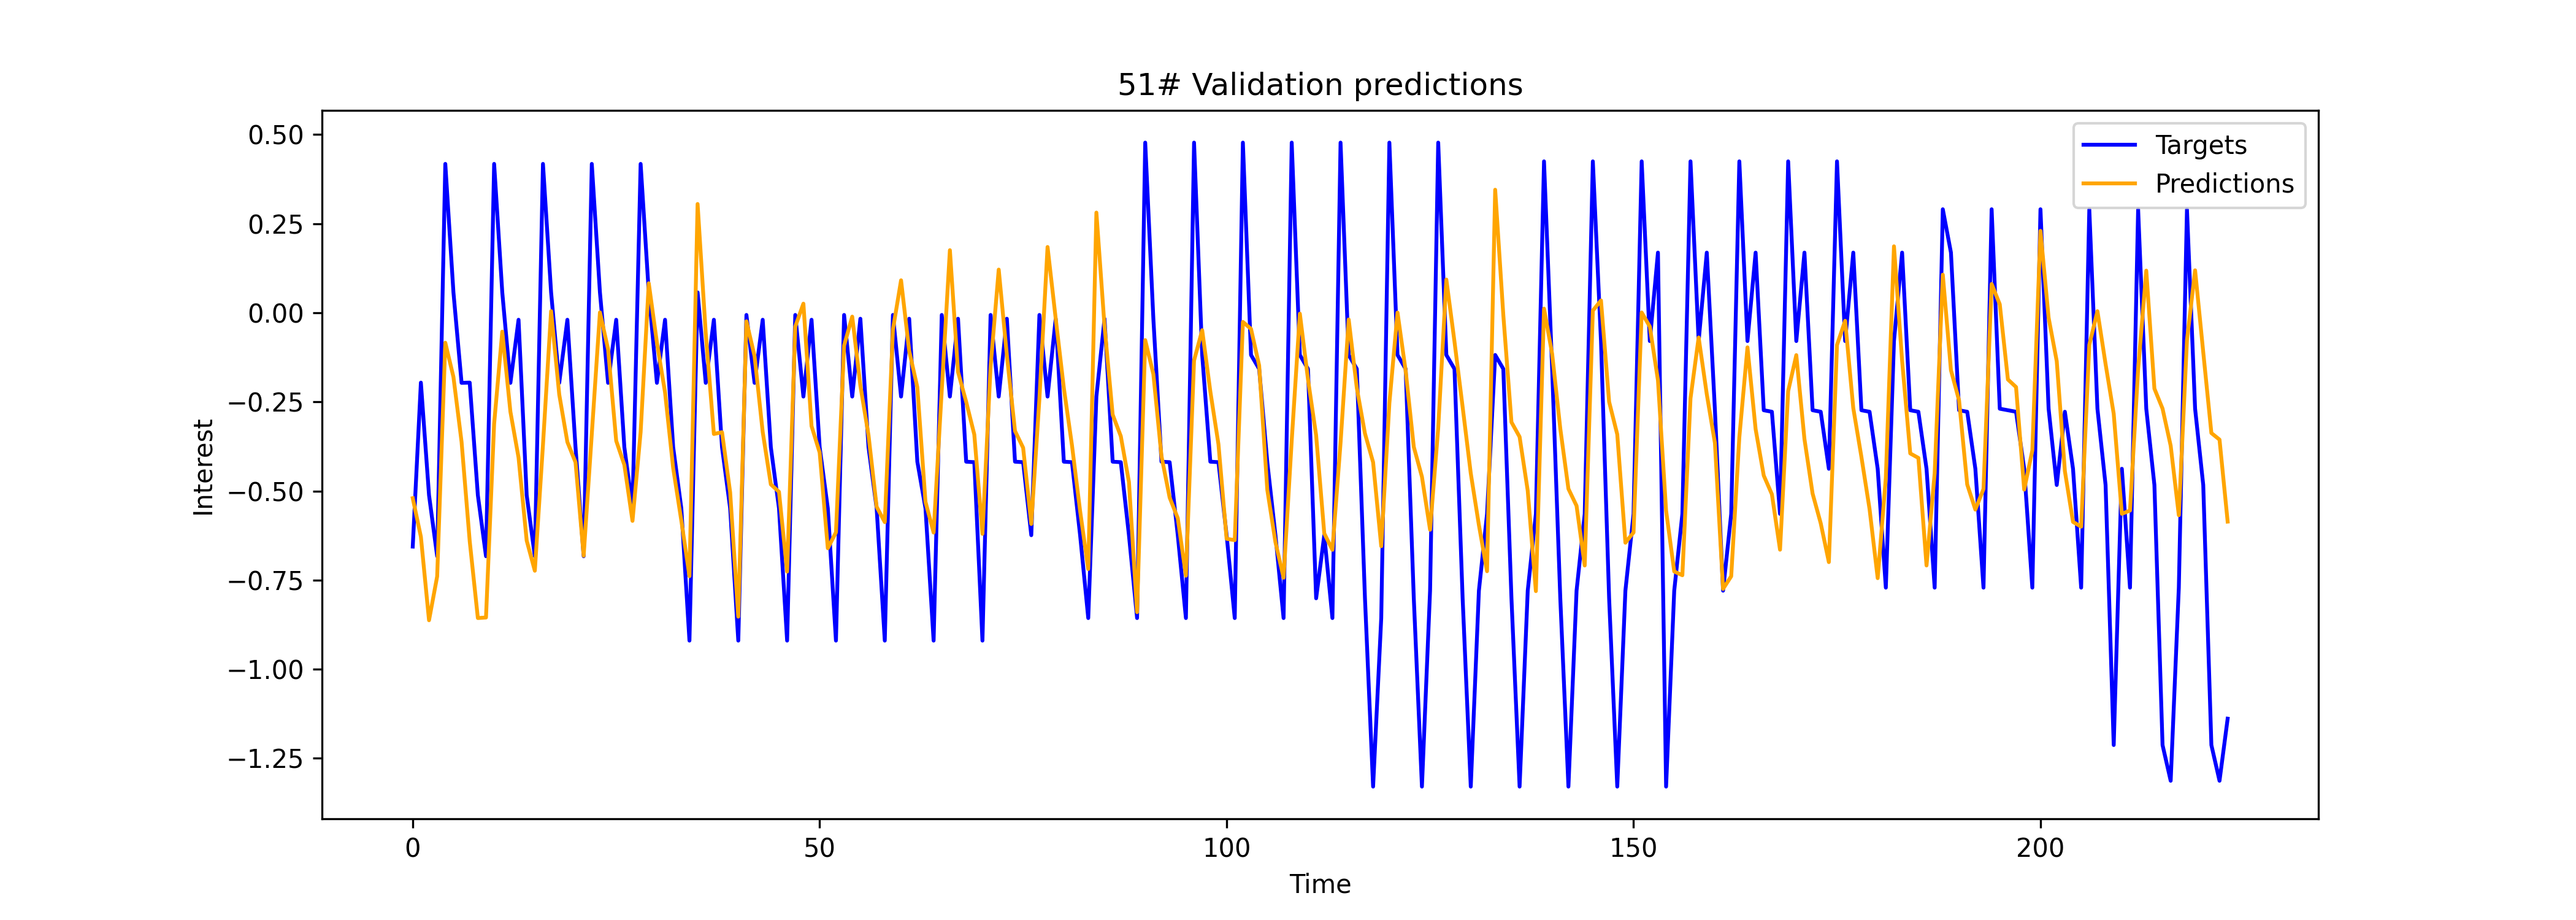 51# Validation predictions
Targets
Predictions
Interest
0.50
0.25
0.00
−0.25
−0.50
−0.75
−1.00
−1.25
0 50 100 150 200
Time